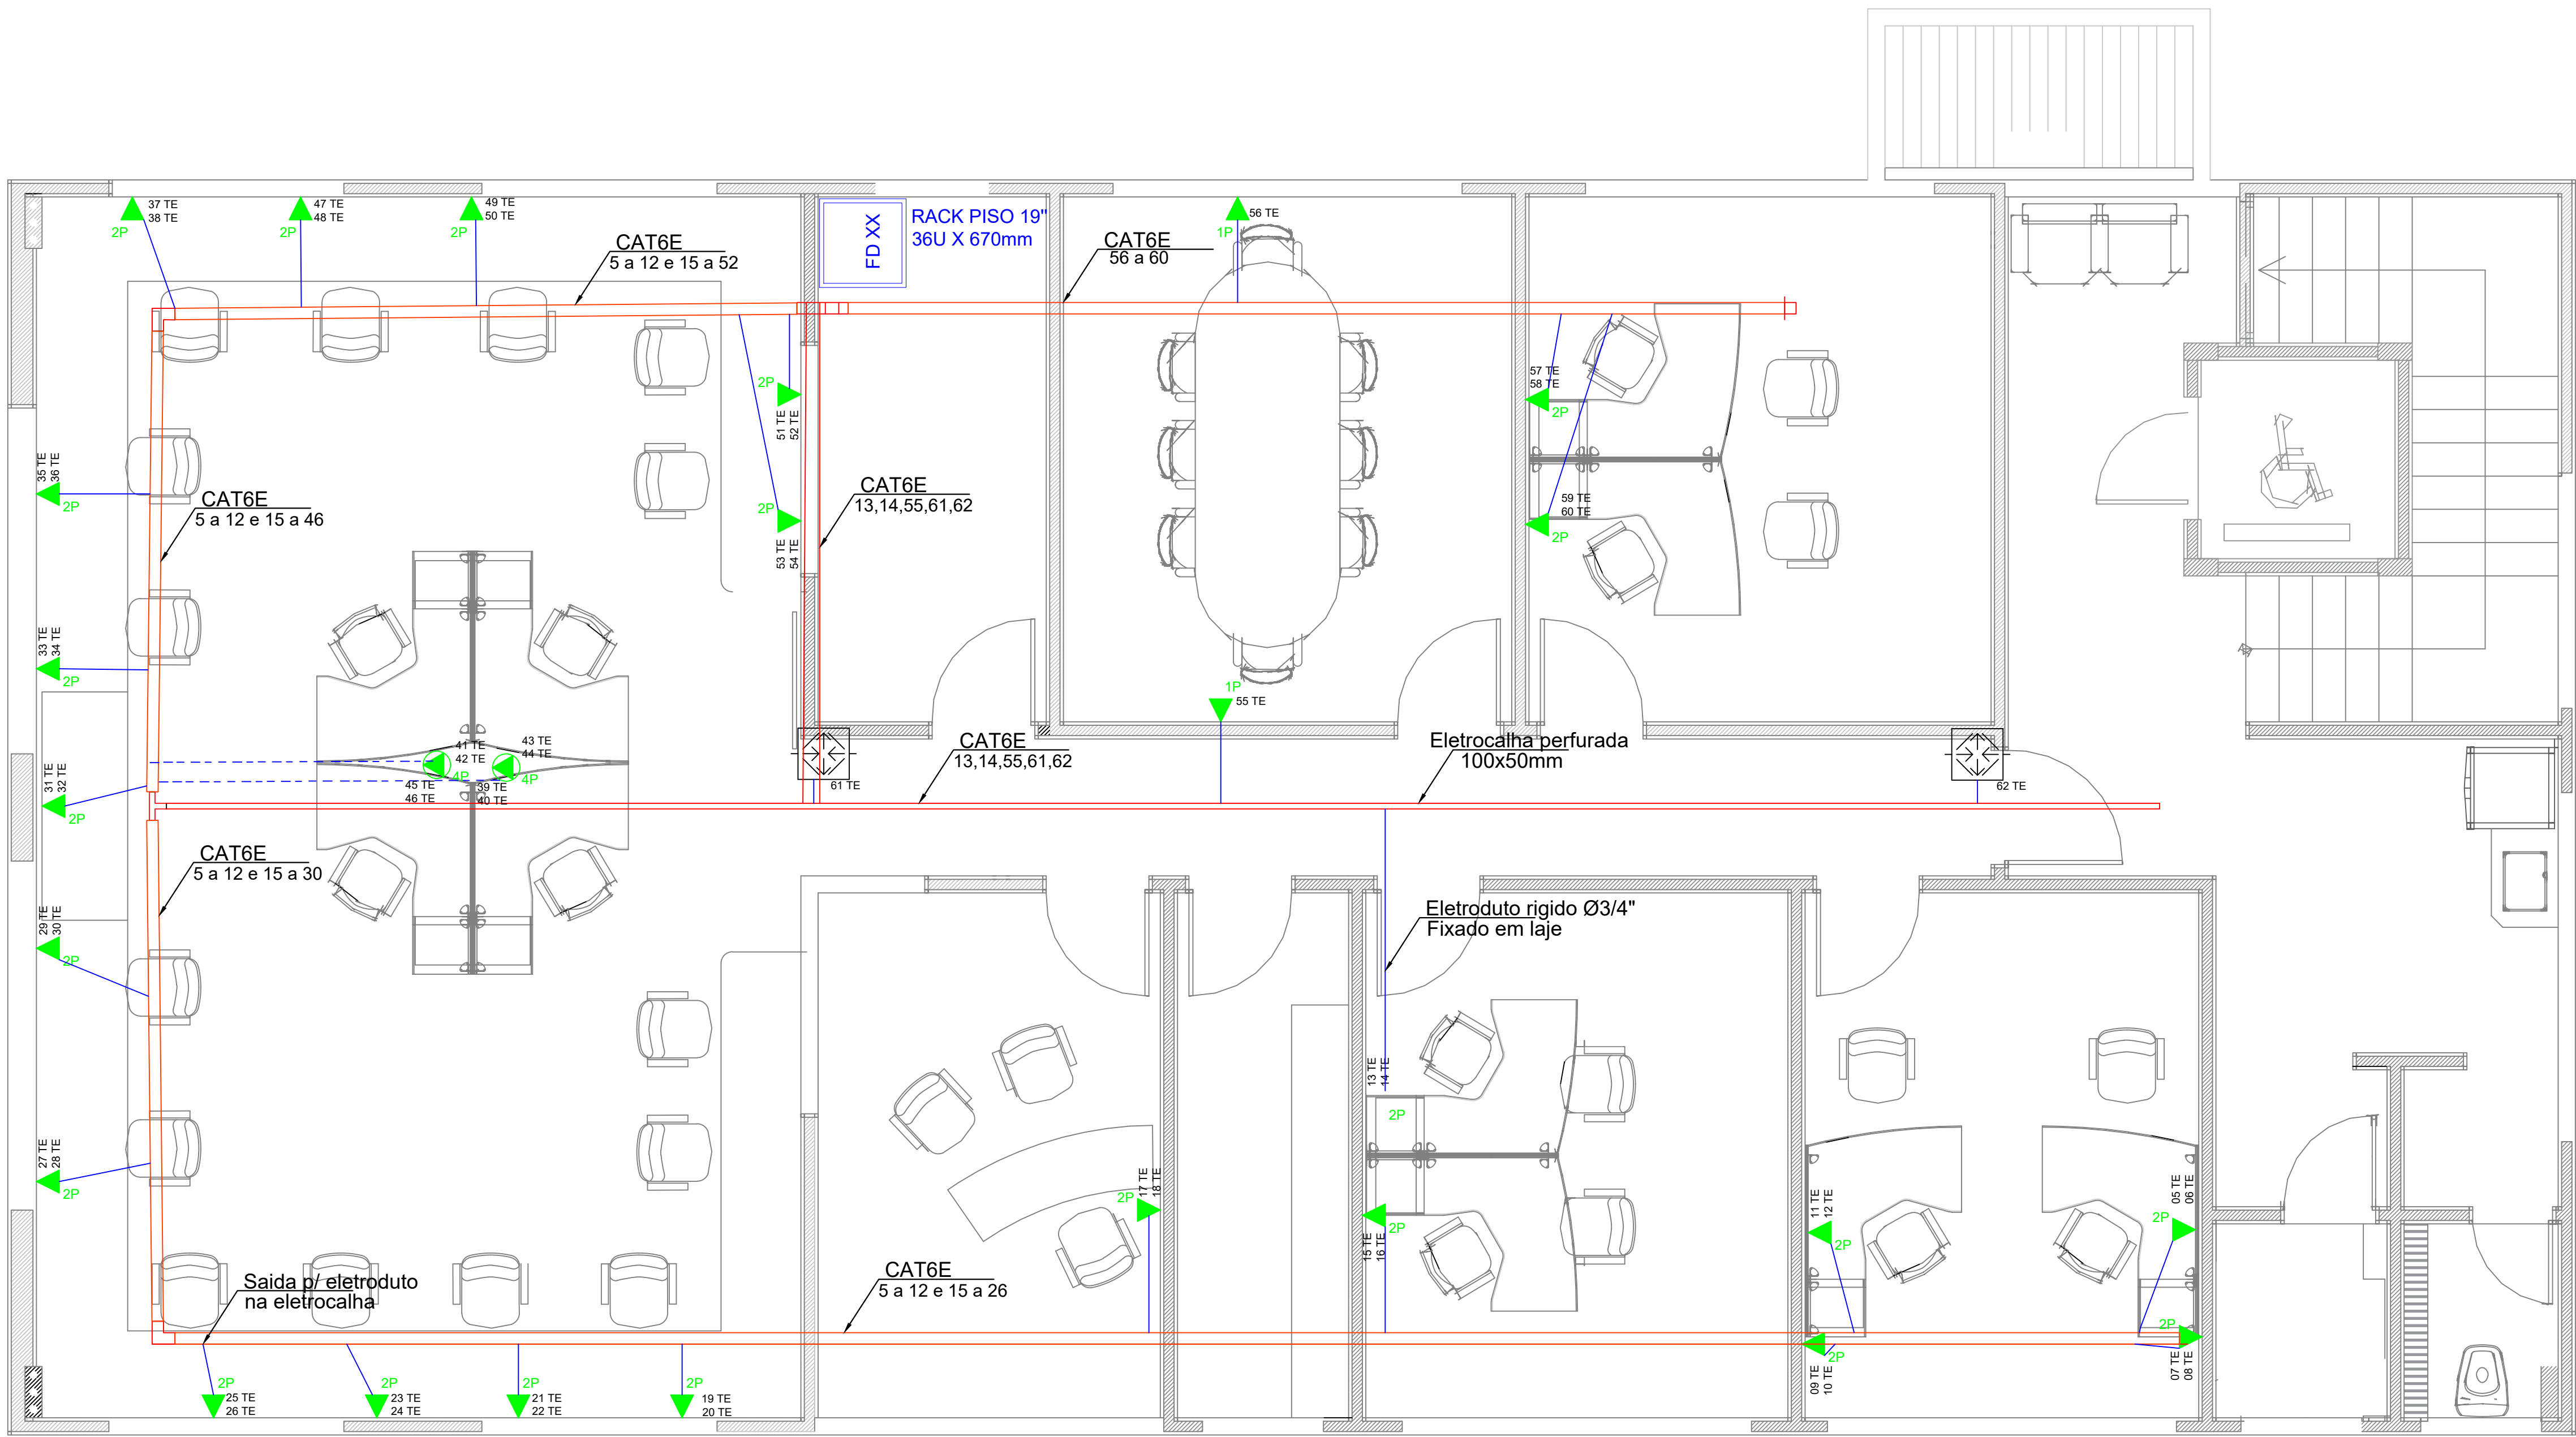 37 TE
38 TE
2P
47 TE
48 TE
2P
49 TE
50 TE
2P
CAT6E
5 a 12 e 15 a 52
FD XX
RACK PISO 19"
36U X 670mm
CAT6E
56 a 60
56 TE
1P
2P
51 TE
52 TE
2P
53 TE
54 TE
57 TE
58 TE
2P
59 TE
60 TE
2P
35 TE
36 TE
2P
CAT6E
5 a 12 e 15 a 46
CAT6E
13,14,55,61,62
33 TE
34 TE
2P
1P
55 TE
31 TE
32 TE
2P
41 TE
42 TE
4P
43 TE
44 TE
4P
45 TE
46 TE
39 TE
40 TE
61 TE
CAT6E
13,14,55,61,62
Eletrocalha perfurada
100x50mm
62 TE
CAT6E
5 a 12 e 15 a 30
29 TE
30 TE
2P
Eletroduto rigido Ø3/4"
Fixado em laje
13 TE
14 TE
2P
27 TE
28 TE
2P
17 TE
18 TE
2P
15 TE
16 TE
2P
11 TE
12 TE
2P
05 TE
06 TE
2P
Saida p/ eletroduto
na eletrocalha
CAT6E
5 a 12 e 15 a 26
2P
25 TE
26 TE
2P
23 TE
24 TE
2P
21 TE
22 TE
2P
19 TE
20 TE
2P
09 TE
10 TE
2P
07 TE
08 TE